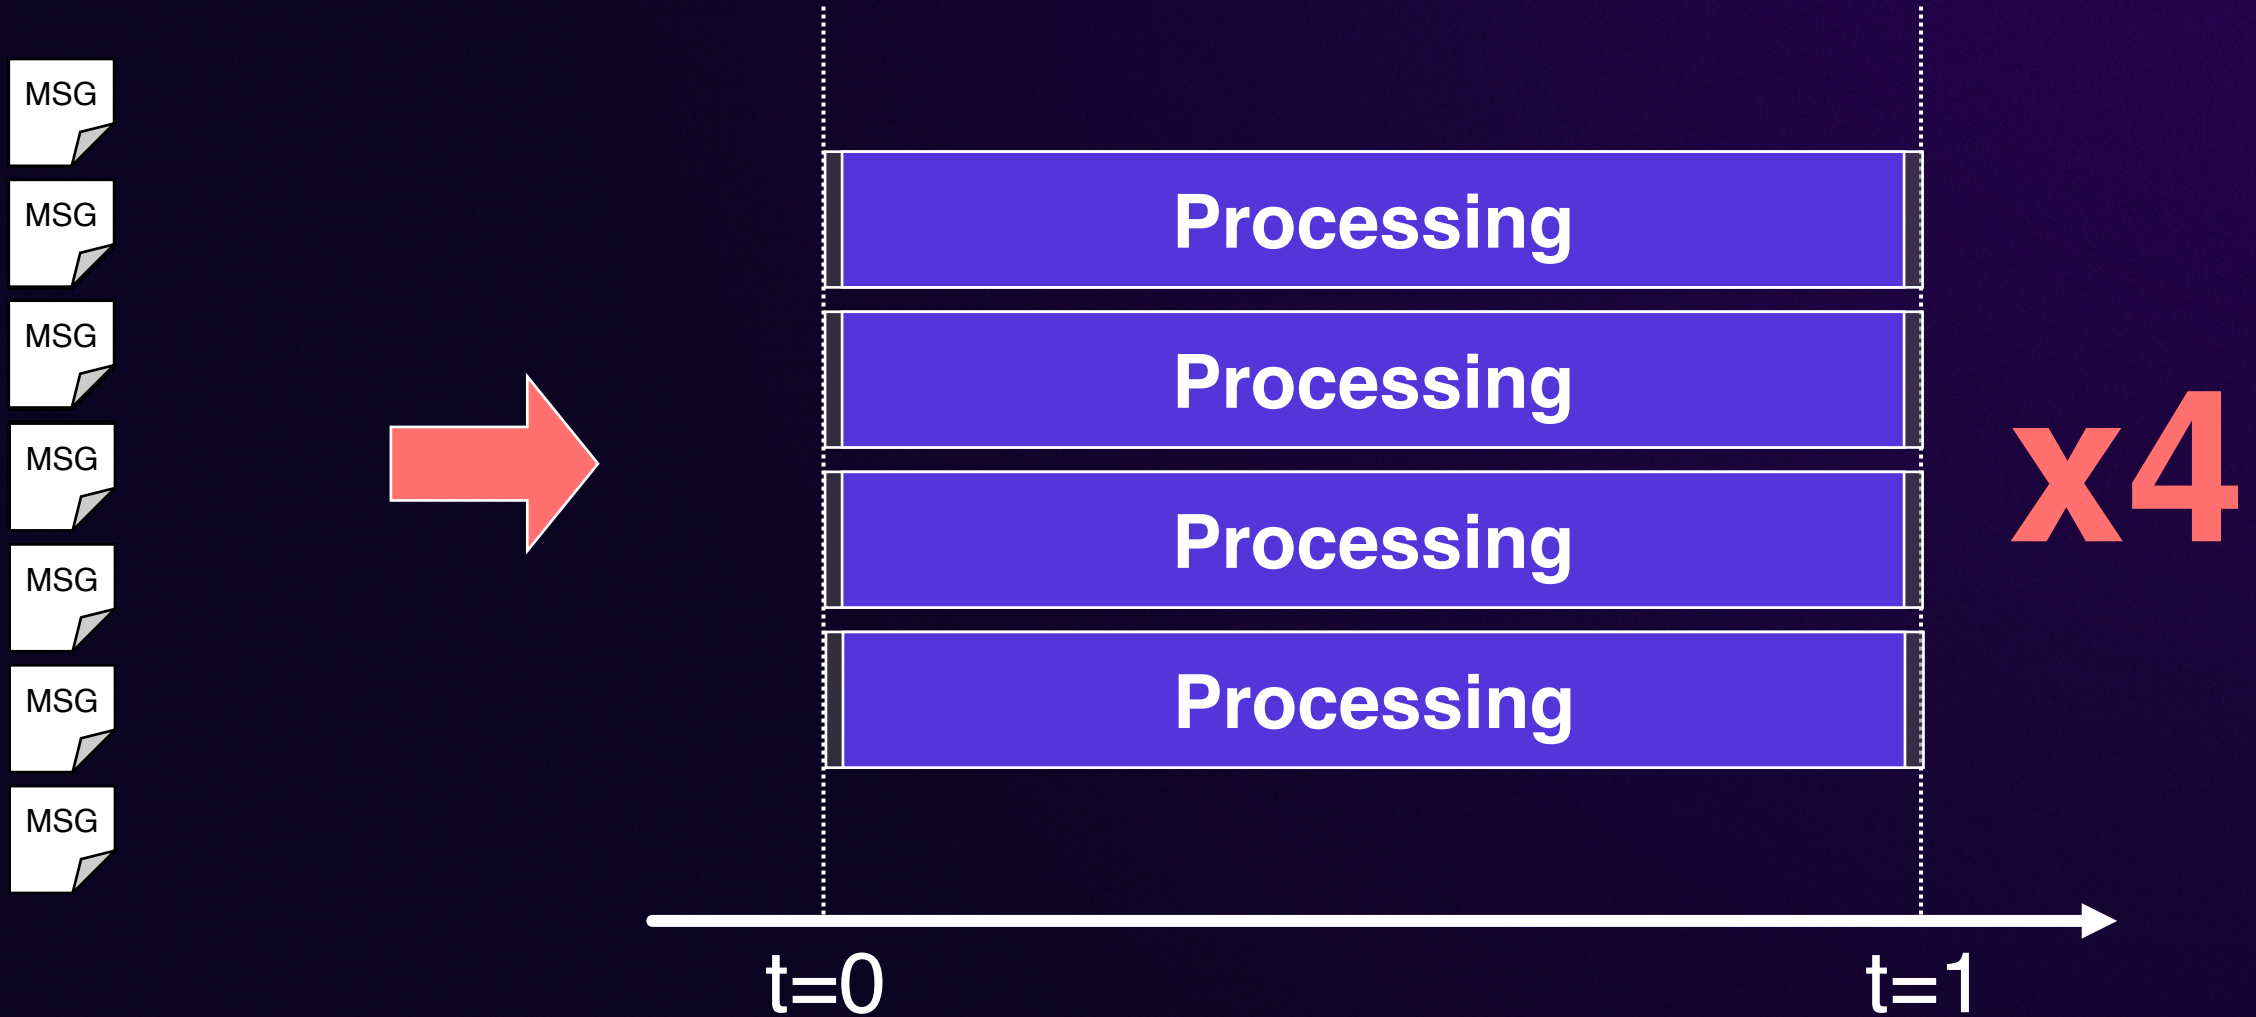 MSG
MSG
MSG
MSG
MSG
MSG
MSG
Processing
Processing
Processing
Processing
x4
t=0
t=1